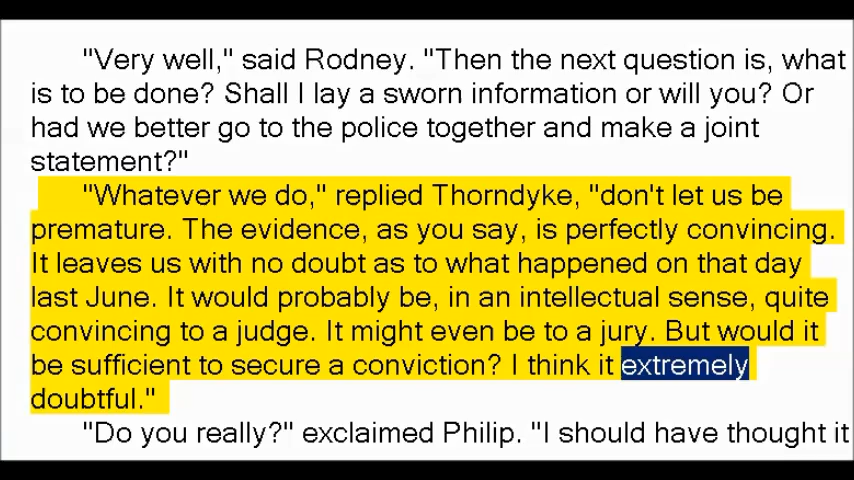 "Very well," said Rodney. "Then the next question is, what
is to be done? Shall I lay a sworn information or will you? Or
had we better go to the police together and make a joint
statement?"
"Whatever we do," replied Thorndyke, "don't let us be
premature. The evidence, as you say, is perfectly convincing.
It leaves us with no doubt as to what happened on that day
last June. It would probably be, in an intellectual sense, quite
convincing to a judge. It might even be to a jury. But would it
be sufficient to secure a conviction? I think it extremely
doubtful."
"Do you really?" exclaimed Philip. "I should have thought it